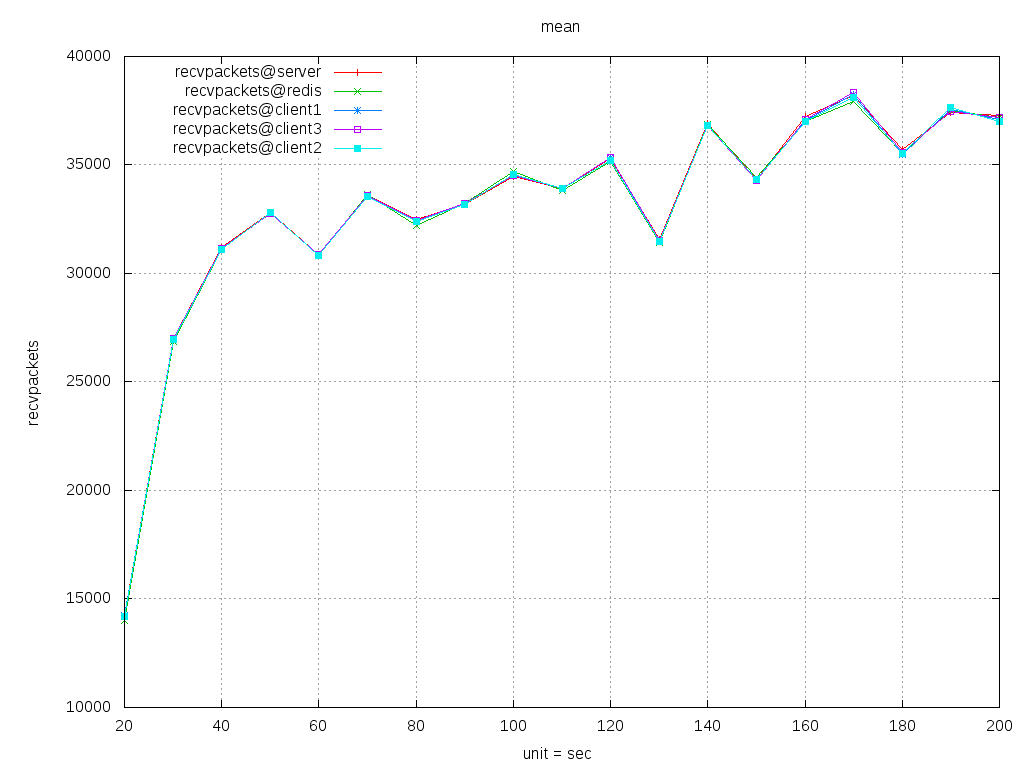 mean
40000
35000
30000
25000
20000
15000
10000
recvpackets@server
recvpackets@redis
recvpackets@client1
recvpackets@client3
recvpackets@client2
recvpackets
20 40 60 80 100 120 140 160 180 200
unit = sec